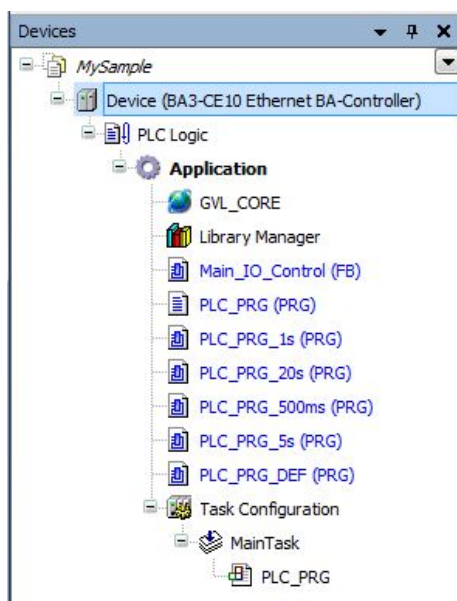 Devices
MySample
Device (BA3-CE10 Ethernet BA-Controller)
PLC Logic
Application
GVL_CORE
Library Manager
Main_IO_Control (FB)
PLC_PRG (PRG)
PLC_PRG_1s (PRG)
PLC_PRG_20s (PRG)
PLC_PRG_500ms (PRG)
PLC_PRG_5s (PRG)
PLC_PRG_DEF (PRG)
Task Configuration
MainTask
PLC_PRG